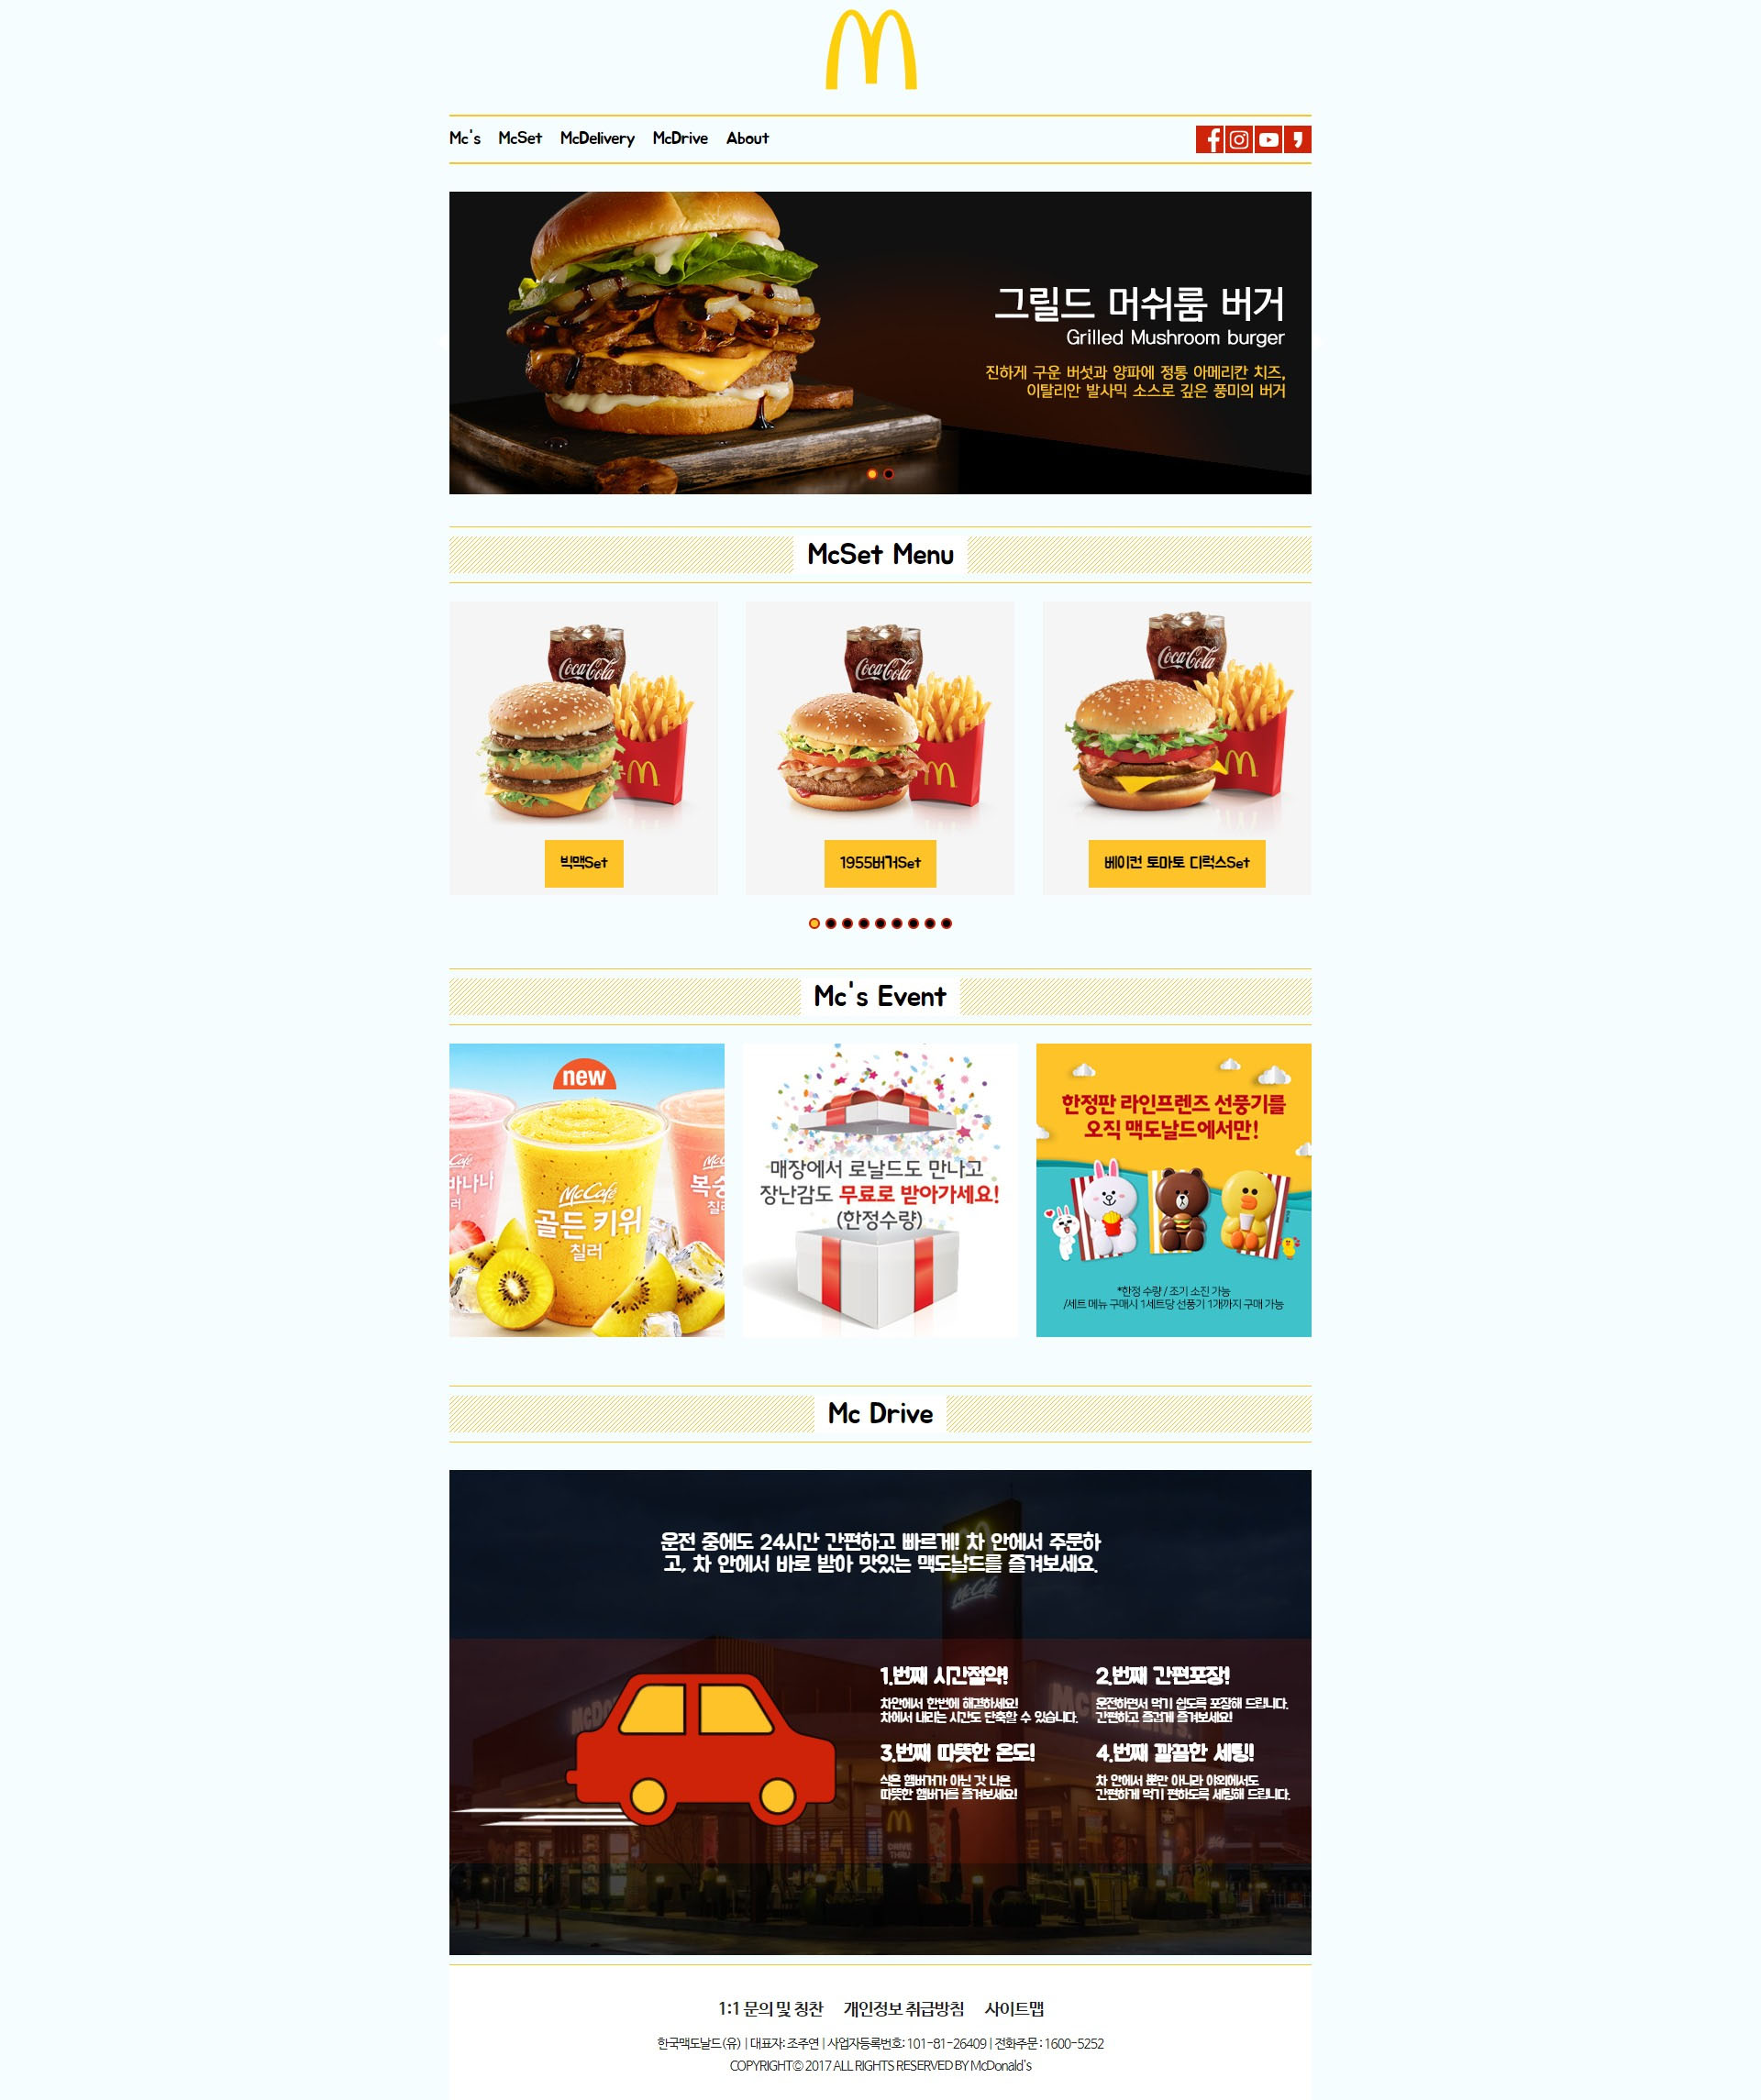 Mc's McSet McDelivery McDrive About
그릴드 머쉬룸 버거
Grilled Mushroom burger
진하게 구운 버섯과 양파에 정통 아메리칸 치즈,
이탈리안 발사믹 소스로 깊은 풍미의 버거
McSet Menu
Coca-Cola
Coca-Cola
Coca-Cola
빅맥Set
1955버거Set
베이컨 토마토 디럭스Set
Mc's Event
new
McCafé
골든 키위
칠러
바나나
복숭
매장에서 로날드도 만나고
장난감도 무료로 받아가세요!
(한정수량)
한정판 라인프렌즈 선풍기를
오직 맥도날드에서만!
*한정 수량 / 조기 소진 가능
/세트 메뉴 구매시 1세트당 선풍기 1개까지 구매 가능
Mc Drive
운전 중에도 24시간 간편하고 빠르게! 차 안에서 주문하
고, 차 안에서 바로 받아 맛있는 맥도날드를 즐겨보세요.
McCafé
1.번째 시간절약!
차안에서 한번에 해결하세요!
차에서 내리는 시간도 단축할 수 있습니다.
2.번째 간편포장!
운전하면서 먹기 쉽도록 포장해 드립니다.
간편하고 즐겁게 즐겨보세요!
3.번째 따뜻한 온도!
식은 햄버거가 아닌 갓 나온
따뜻한 햄버거를 즐겨보세요!
4.번째 깔끔한 세팅!
차 안에서 뿐만 아니라 야외에서도
간편하게 먹기 편하도록 세팅해 드립니다.
DRIVE
THRU
1:1 문의 및 칭찬 개인정보 취급방침 사이트맵
한국맥도날드(유) | 대표자: 조주연 | 사업자등록번호: 101-81-26409 | 전화주문 : 1600-5252
COPYRIGHT© 2017 ALL RIGHTS RESERVED BY McDonald's